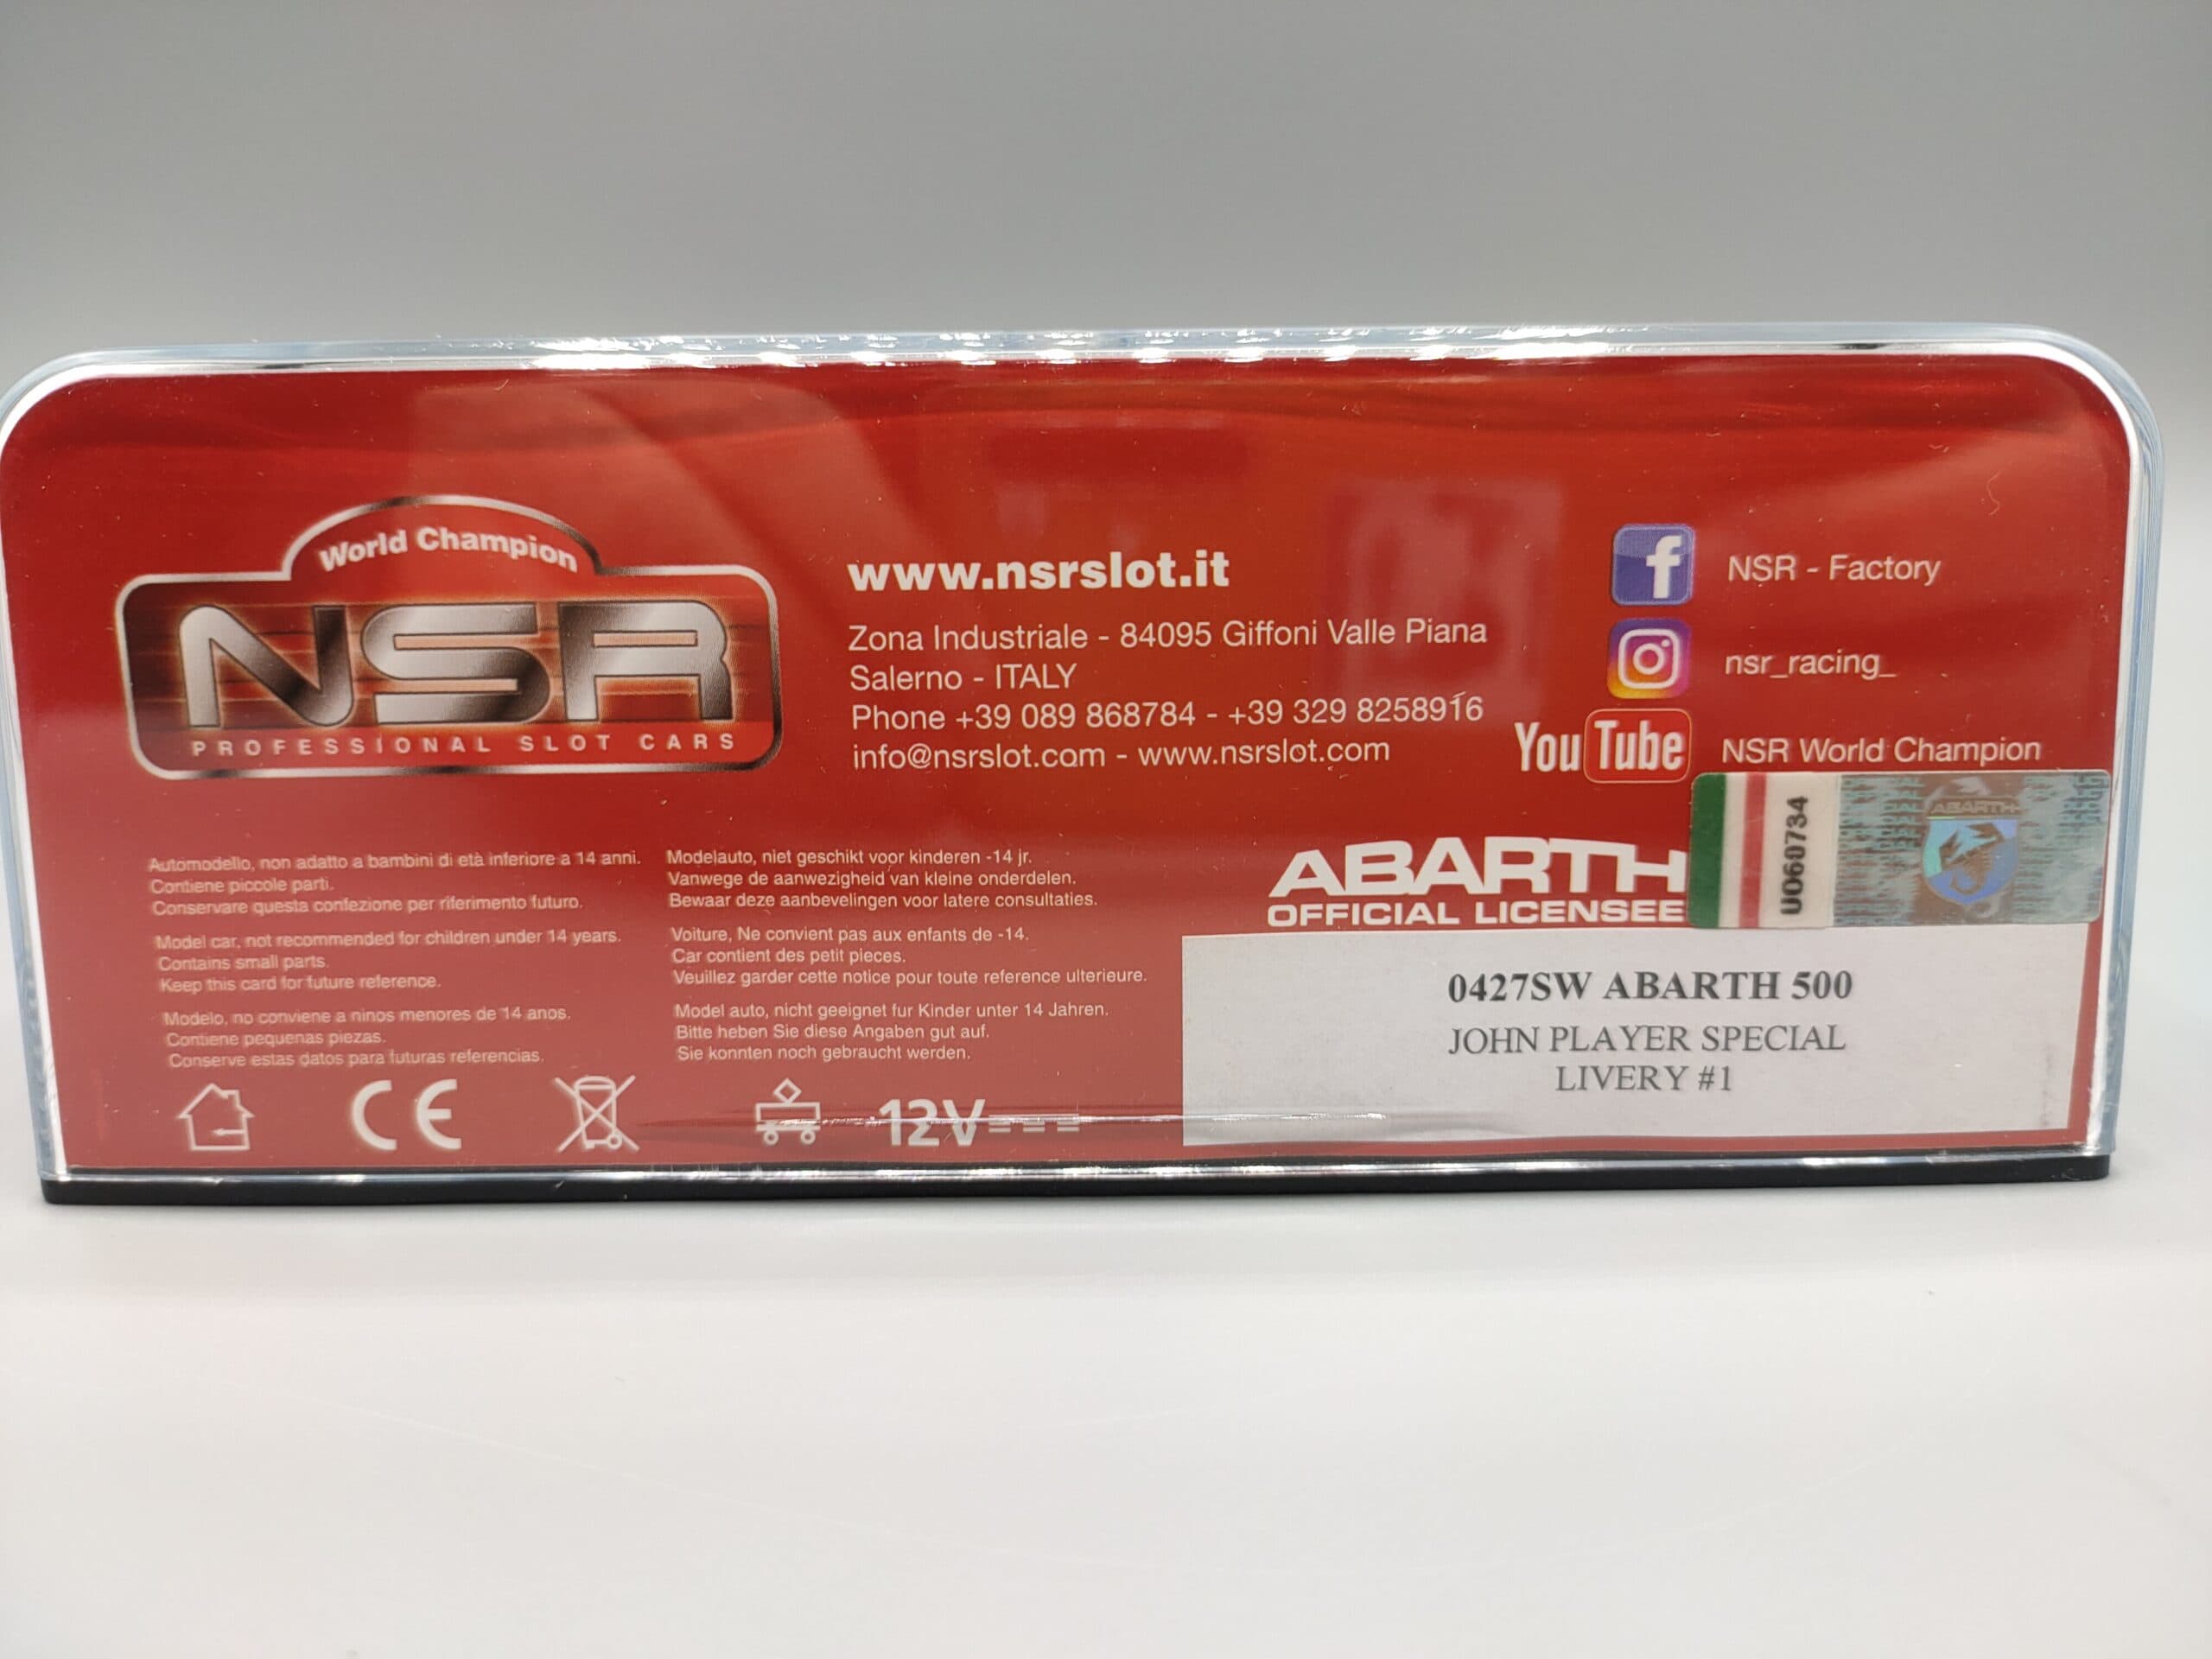 World Champion
NSR
PROFESSIONAL SLOT CARS
www.nsrslot.it
Zona Industriale - 84095 Giffoni Valle Piana
Salerno - ITALY
Phone +39 089 868784 - +39 329 8258916
info@nsrslot.com - www.nsrslot.com
f NSR - Factory
nsr_racing_
You Tube NSR World Champion
Automodello, non adatto a bambini di età inferiore a 14 anni.
Contiene piccole parti.
Conservare questa confezione per riferimento futuro.
Model car, not recommended for children under 14 years.
Contains small parts.
Keep this card for future reference.
Modelo, no conviene a ninos menores de 14 anos.
Contiene pequenas piezas.
Conserve estas datos para futuras referencias.
Modelauto, niet geschikt voor kinderen -14 jr.
Vanwege de aanwezigheid van kleine onderdelen.
Bewaar deze aanbevelingen voor latere consultaties.
Voiture, Ne convient pas aux enfants de -14.
Car contient des petit pieces.
Veuillez garder cette notice pour toute reference ulterieure.
Model auto, nicht geeignet fur Kinder unter 14 Jahren.
Bitte heben Sie diese Angaben gut auf.
Sie konnten noch gebraucht werden.
CE
12V
ABARTH
OFFICIAL LICENSEE
U060734
ABARTH
0427SW ABARTH 500
JOHN PLAYER SPECIAL
LIVERY #1